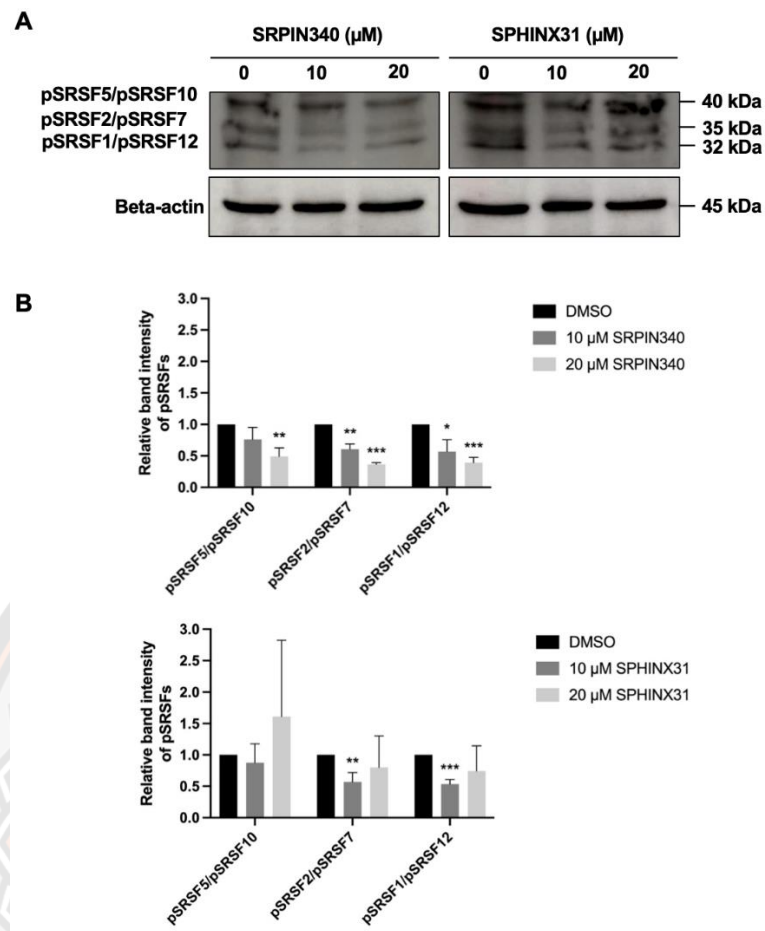 A
SRPIN340 (µM)
SPHINX31 (µM)
0 10 20
0 10 20
pSRSF5/pSRSF10
pSRSF2/pSRSF7
pSRSF1/pSRSF12
40 kDa
35 kDa
32 kDa
Beta-actin
45 kDa
B
Relative band intensity
of pSRSFs
3.0
2.5
2.0
1.5
1.0
0.5
0.0
**
** ***
* ***
pSRSF5/pSRSF10
pSRSF2/pSRSF7
pSRSF1/pSRSF12
DMSO
10 µM SRPIN340
20 µM SRPIN340
Relative band intensity
of pSRSFs
3.0
2.5
2.0
1.5
1.0
0.5
0.0
**
***
pSRSF5/pSRSF10
pSRSF2/pSRSF7
pSRSF1/pSRSF12
DMSO
10 µM SPHINX31
20 µM SPHINX31